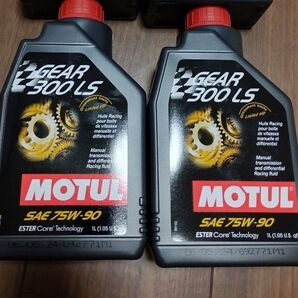 GEAR
300 LS
Huile Racing
pour boîte
de vitesses
manuelle et
différentiel
Manual
transmission
and differential
Racing fluid
MOTUL
SAE 75W-90
ESTER Core Technology
1L (1.05 U.S. qt)
GEAR
300 LS
Limited slip
Huile Racing
pour boîte
de vitesses
manuelle et
différentiel
Manual
transmission
and differential
Racing fluid
MOTUL
SAE 75W-90
ESTER Core Technology
1L (1.05 U.S. qt)